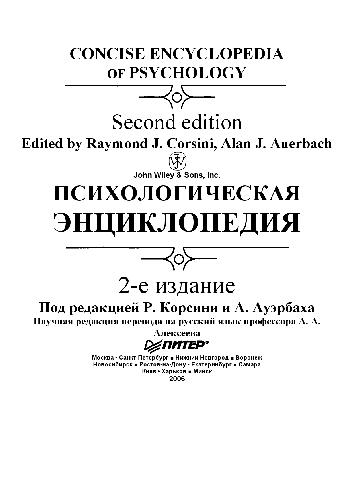 CONCISE ENCYCLOPEDIA
OF PSYCHOLOGY
Second edition
Edited by Raymond J. Corsini, Alan J. Auerbach
John Wiley & Sons, Inc.
ПСИХОЛОГИЧЕСКАЯ
ЭНЦИКЛОПЕДИЯ
2-е издание
Под редакцией Р. Корсини и А. Ауэрбаха
Научная редакция перевода на русский язык профессора А. А.
Алексеева
ПИТЕР®
Москва • Санкт-Петербург • Нижний Новгород • Воронеж
Новосибирск • Ростов-на-Дону • Екатеринбург • Самара
Киев • Харьков • Минск
2006